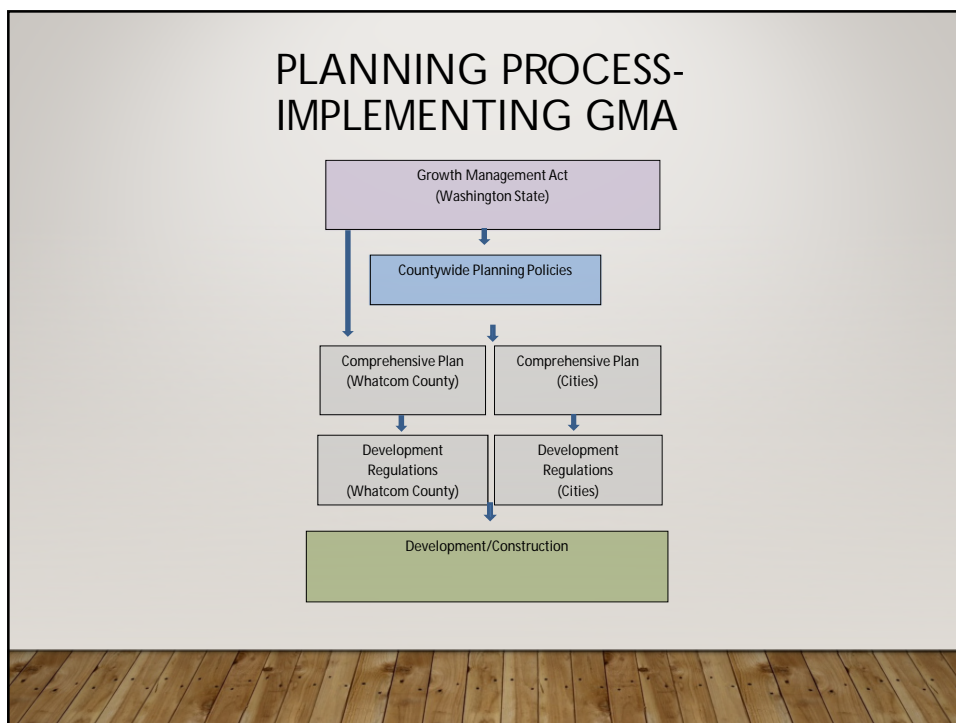 PLANNING PROCESS-
IMPLEMENTING GMA
Growth Management Act
(Washington State)
Countywide Planning Policies
Comprehensive Plan
(Whatcom County)
Comprehensive Plan
(Cities)
Development
Regulations
(Whatcom County)
Development
Regulations
(Cities)
Development/Construction